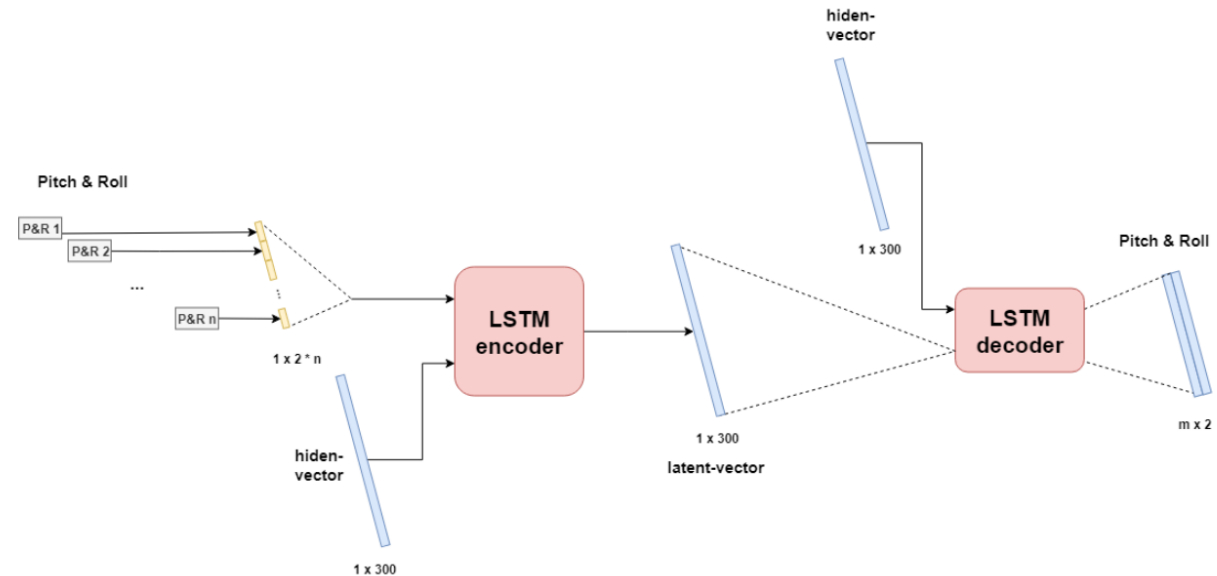 hiden-
vector
1 x 300
Pitch & Roll
P&R 1
P&R 2
...
P&R n
...
1 x 2 * n
hiden-
vector
1 x 300
LSTM
encoder
1 x 300
latent-vector
LSTM
decoder
Pitch & Roll
m x 2